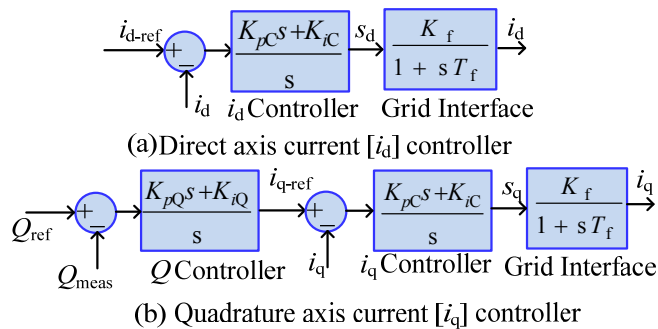 i_d-ref
+
−
i_d
K_pC s+K_iC
s
i_d Controller
s_d
K_f
1 + s T_f
Grid Interface
i_d
(a) Direct axis current [i_d] controller
Q_ref
+
−
Q_meas
K_pQ s+K_iQ
s
Q Controller
i_q-ref
+
−
i_q
K_pC s+K_iC
s
i_q Controller
s_q
K_f
1 + s T_f
Grid Interface
i_q
(b) Quadrature axis current [i_q] controller